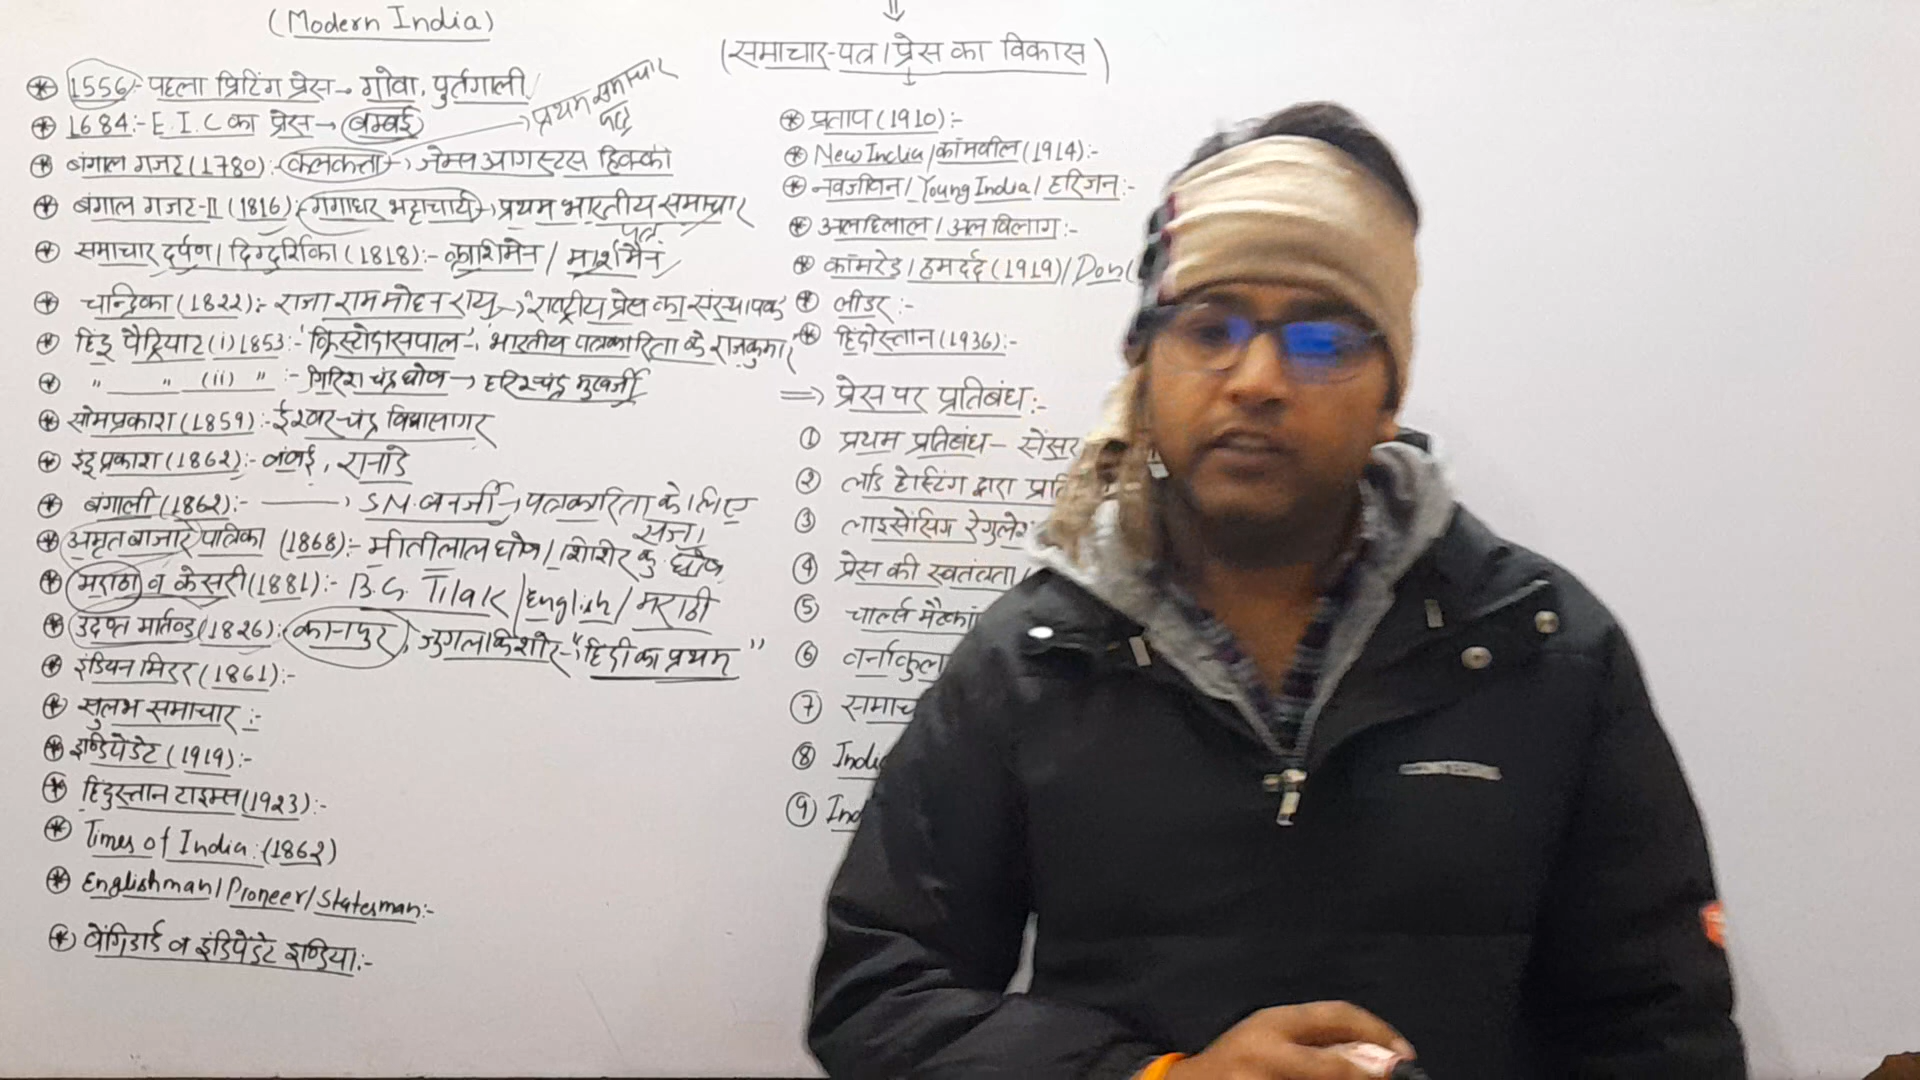 (Modern India)
⊛ 1556:- पहला प्रिटिंग प्रेस → गोवा, पुर्तगाली
⊛ 1684:- E.I.C का प्रेस → बम्बई
→ प्रथम समाचार पत्र
⊛ बंगाल गजट (1780):- कलकत्ता → जेम्स आगस्टस हिक्की
⊛ बंगाल गजट-II (1816):- गंगाधर भट्टाचार्य → प्रथम भारतीय समाचार पत्र
⊛ समाचार दर्पण / दिग्दर्शिका (1818):- / मार्शमैन
⊛ चान्द्रिका (1822):- राजा राममोहन राय → "राष्ट्रीय प्रेस का संस्थापक"
⊛ हिंदू पैट्रियाट (i) 1853:- 'क्रिस्टोदासपाल' - 'भारतीय पत्रकारिता के राजकुमार'
⊛ " " (ii) " :- गिरिश चंद्र घोष → हरिश्चंद्र मुखर्जी
⊛ सोमप्रकाश (1859):- ईश्वरचंद्र विद्यासागर
⊛ इंदु प्रकाश (1862):- बंबई, रानाडे
⊛ बंगाली (1862):- → S.N. बनर्जी → पत्रकारिता के लिए सजा
⊛ अमृत बाजार पत्रिका (1868):- मोतीलाल घोष / शिशिर कु. घोष
⊛ मराठा व केसरी (1881):- B.G. Tilak / English / मराठी
⊛ उदन्त मार्तण्ड (1826):- कानपुर, जुगलकिशोर - "हिंदी का प्रथम"
⊛ इंडियन मिरर (1861):-
⊛ सुलभ समाचार :-
⊛ इण्डिपेंडेट (1919):-
⊛ हिंदुस्तान टाइम्स (1923):-
⊛ Times of India: (1862)
⊛ Englishman / Pioneer / Statesman:-
⊛ व इंडिपेंडेट इण्डिया:-
(समाचार-पत्र / प्रेस का विकास)
⊛ प्रताप (1910):-
⊛ New India / कॉमवील (1914):-
⊛ नवजीवन / Young India / हरिजन:-
⊛ अलहिलाल / अल बिलाग:-
⊛ कॉमरेड / हमदर्द (1919) /
⊛ लीडर:-
⊛ हिंदोस्तान (1936):-
⇒ प्रेस पर प्रतिबंध:-
① प्रथम प्रतिबंध - सेंसर
② लॉर्ड हेस्टिंग द्वारा
③ लाइसेंसिंग
④ प्रेस की स्वतंत्रता
⑤ चार्ल्स
⑥
⑦
⑧
⑨